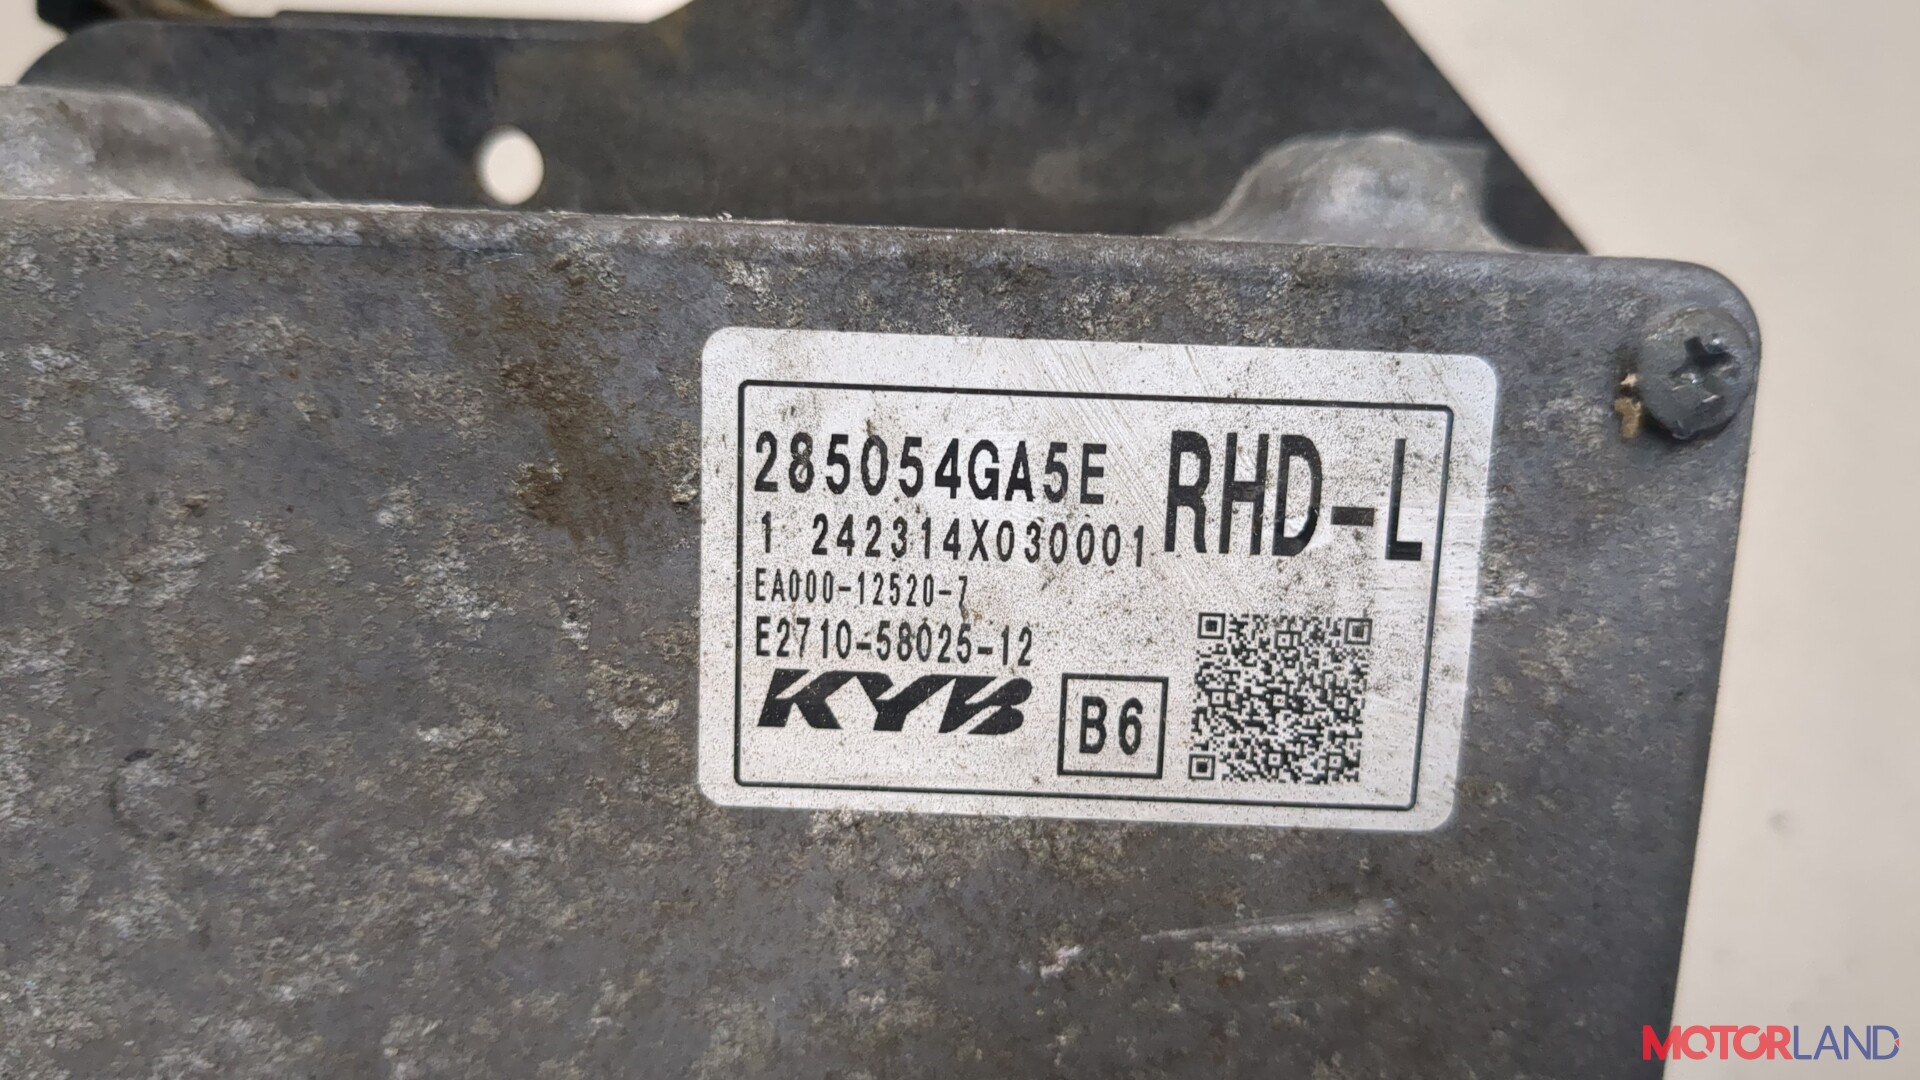 285054GA5E RHD-L
1 242314X030001
EA000-12520-7
E2710-58025-12
KYB B6
MOTORLAND